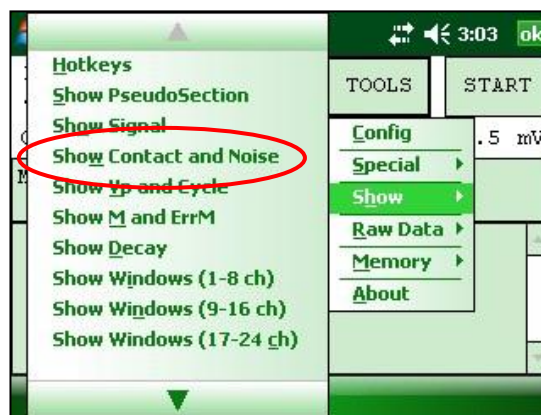 3:03 ok
Hotkeys
Show PseudoSection
Show Signal
Show Contact and Noise
Show Vp and Cycle
Show M and ErrM
Show Decay
Show Windows (1-8 ch)
Show Windows (9-16 ch)
Show Windows (17-24 ch)
TOOLS
START
.5 mV
Config
Special
Show
Raw Data
Memory
About